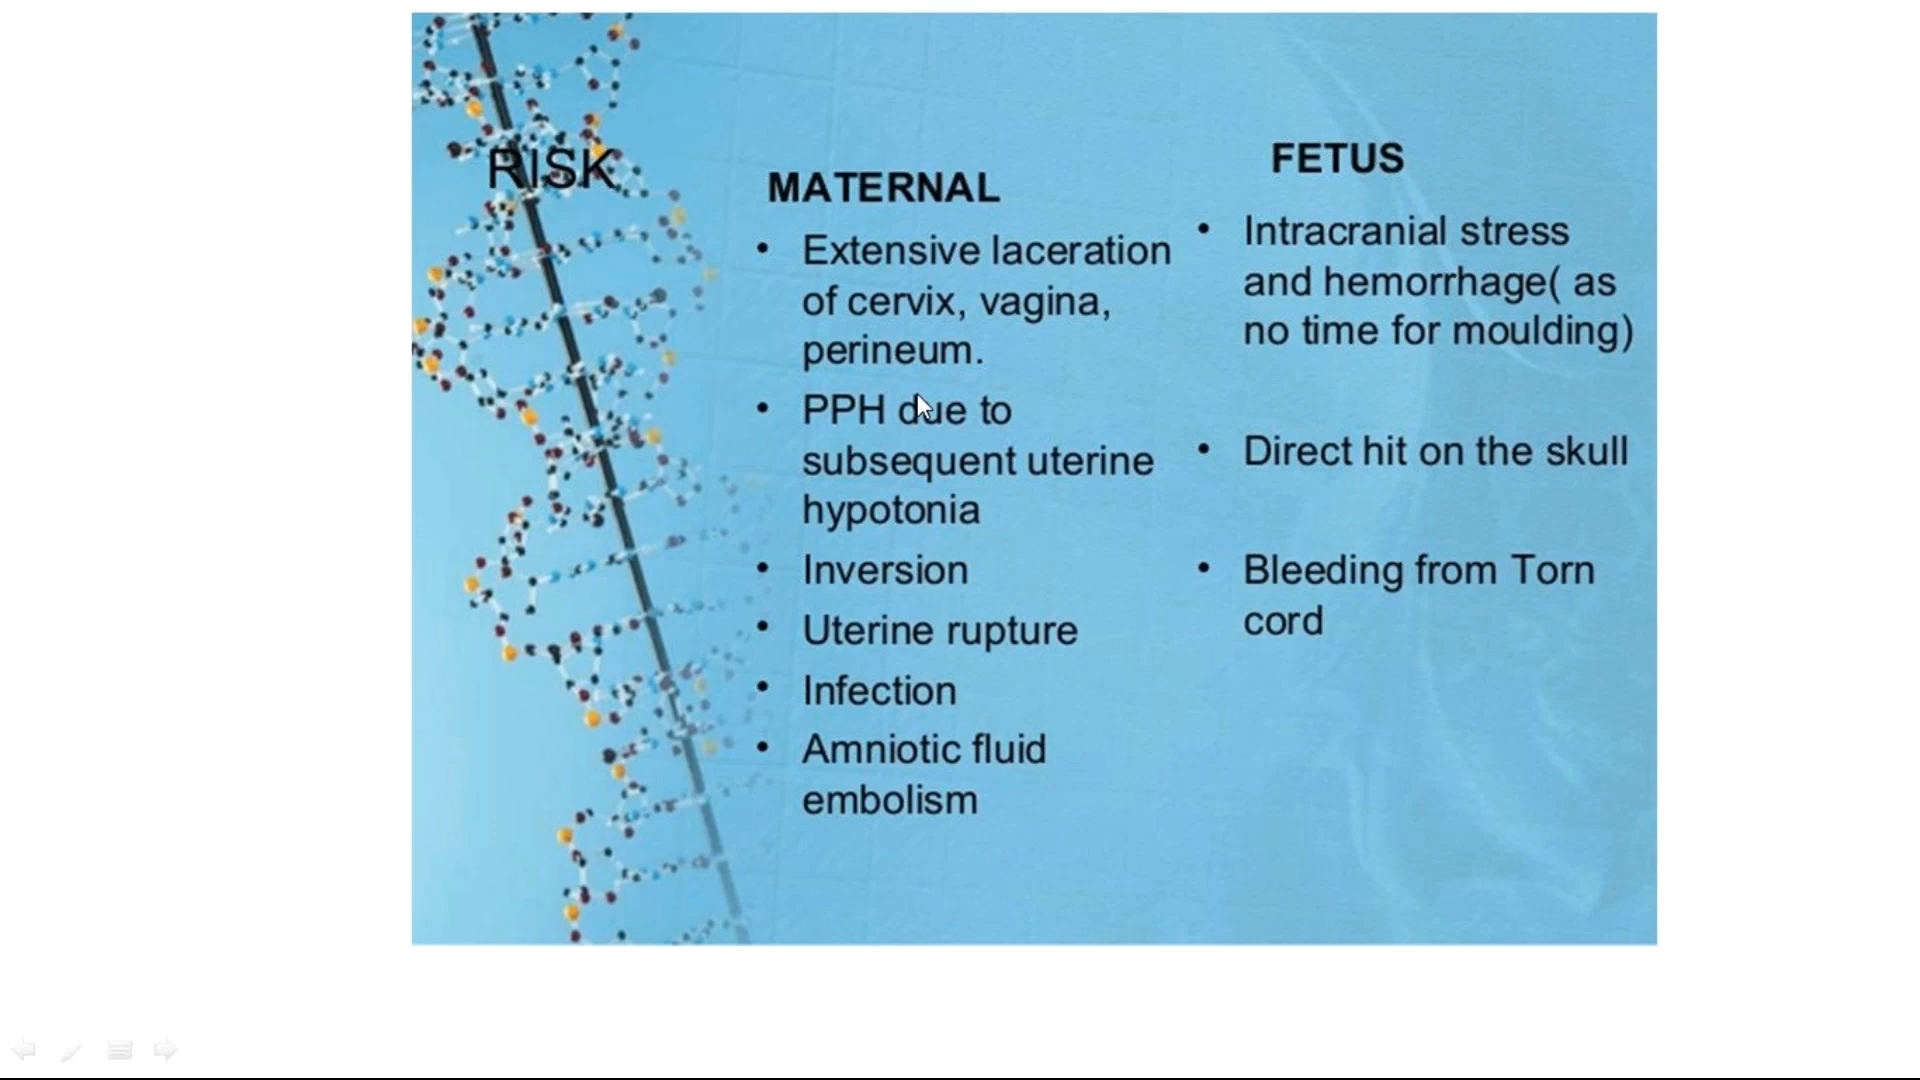 RISK
MATERNAL
• Extensive laceration
of cervix, vagina,
perineum.
• PPH due to
subsequent uterine
hypotonia
• Inversion
• Uterine rupture
• Infection
• Amniotic fluid
embolism
FETUS
• Intracranial stress
and hemorrhage( as
no time for moulding)
• Direct hit on the skull
• Bleeding from Torn
cord